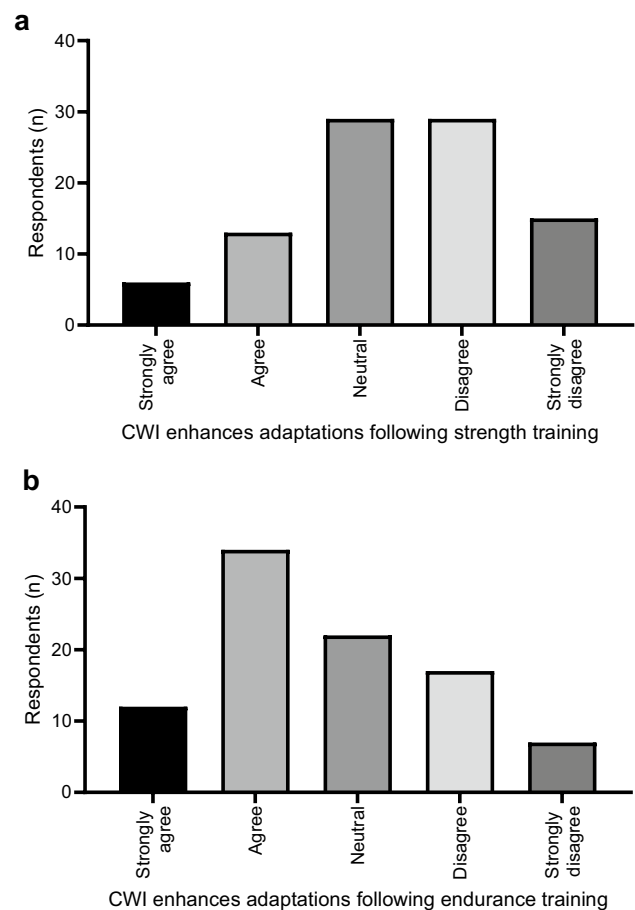 a
40
30
20
10
0
Respondents (n)
Strongly
agree
Agree
Neutral
Disagree
Strongly
disagree
CWI enhances adaptations following strength training
b
40
30
20
10
0
Respondents (n)
Strongly
agree
Agree
Neutral
Disagree
Strongly
disagree
CWI enhances adaptations following endurance training